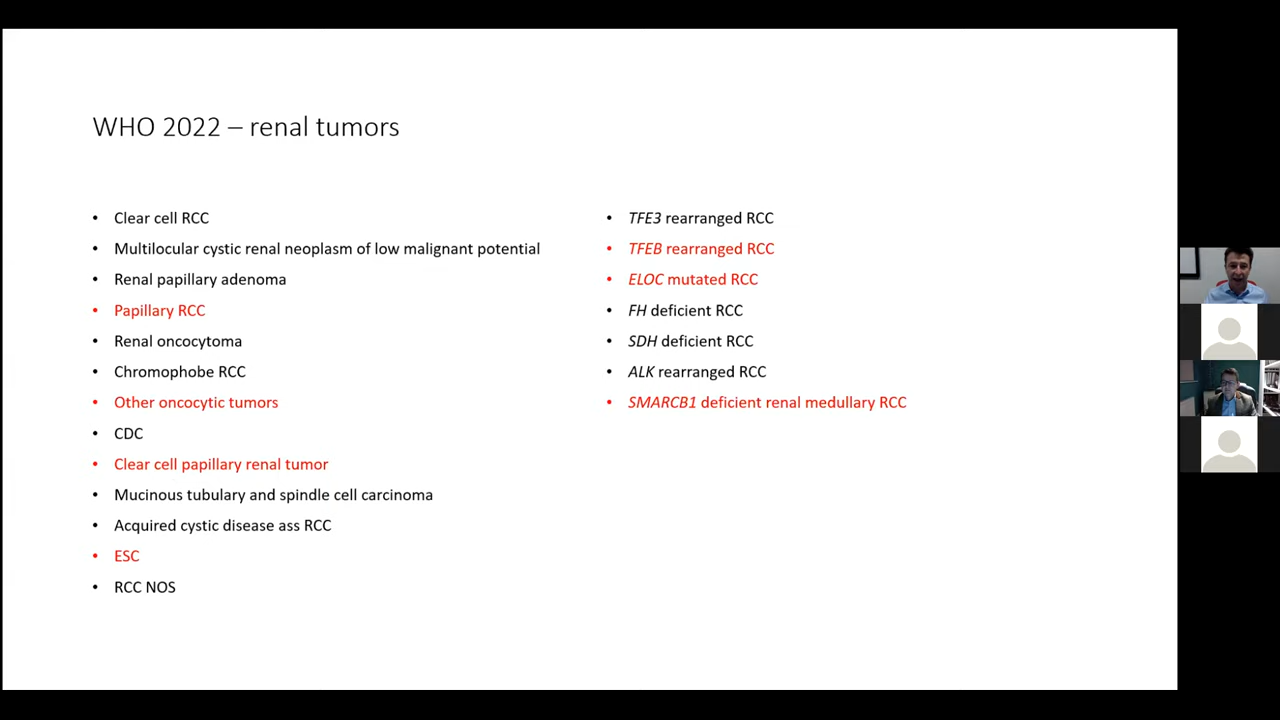 WHO 2022 – renal tumors
• Clear cell RCC
• Multilocular cystic renal neoplasm of low malignant potential
• Renal papillary adenoma
• Papillary RCC
• Renal oncocytoma
• Chromophobe RCC
• Other oncocytic tumors
• CDC
• Clear cell papillary renal tumor
• Mucinous tubulary and spindle cell carcinoma
• Acquired cystic disease ass RCC
• ESC
• RCC NOS
• TFE3 rearranged RCC
• TFEB rearranged RCC
• ELOC mutated RCC
• FH deficient RCC
• SDH deficient RCC
• ALK rearranged RCC
• SMARCB1 deficient renal medullary RCC